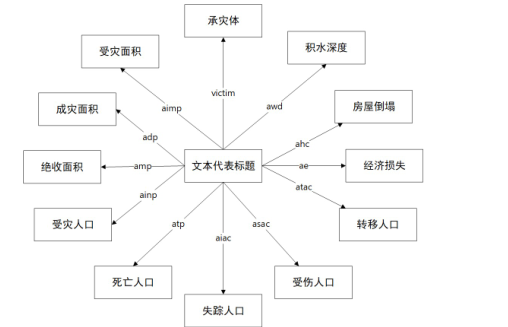 承灾体
受灾面积
积水深度
victim
aimp
awd
成灾面积
房屋倒塌
adp
ahc
绝收面积
amp
文本代表标题
ae
经济损失
ainp
atac
受灾人口
转移人口
atp
aiac
asac
死亡人口
失踪人口
受伤人口